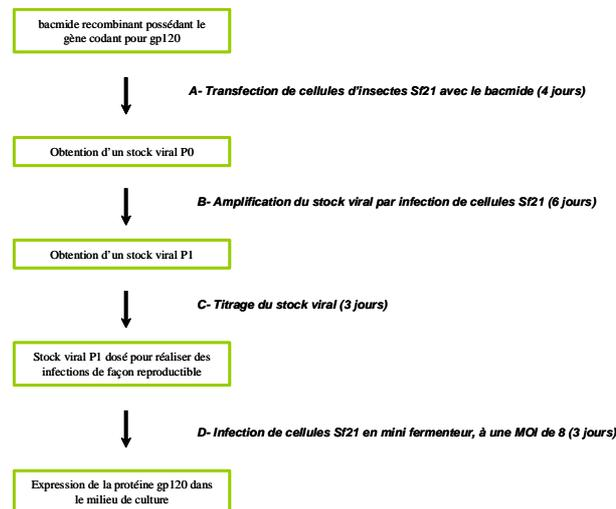 bacmide recombinant possédant le
gène codant pour gp120
A- Transfection de cellules d'insectes Sf21 avec le bacmide (4 jours)
Obtention d'un stock viral P0
B- Amplification du stock viral par infection de cellules Sf21 (6 jours)
Obtention d'un stock viral P1
C- Titrage du stock viral (3 jours)
Stock viral P1 dosé pour réaliser des
infections de façon reproductible
D- Infection de cellules Sf21 en mini fermenteur, à une MOI de 8 (3 jours)
Expression de la protéine gp120 dans
le milieu de culture